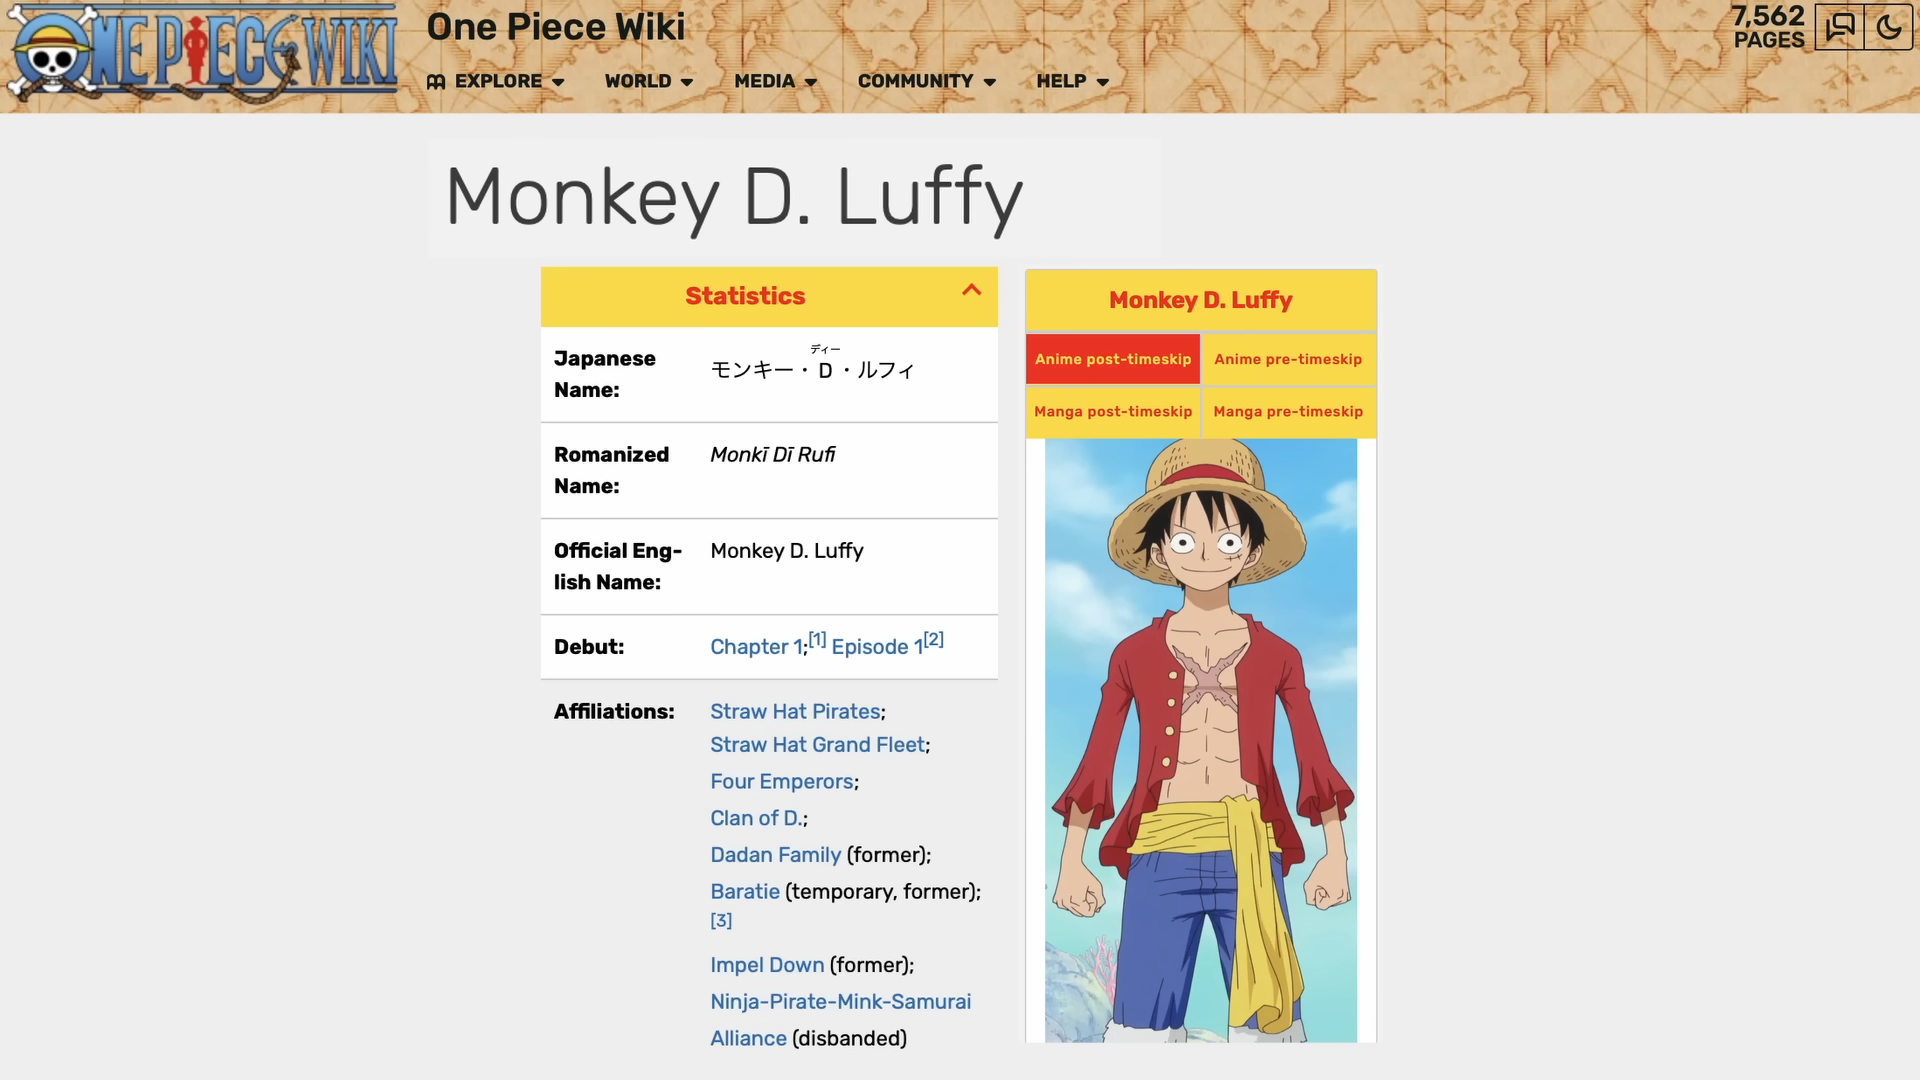 ONE PIECE WIKI
One Piece Wiki
7,562
PAGES
EXPLORE
WORLD
MEDIA
COMMUNITY
HELP
Monkey D. Luffy
Statistics
Japanese
Name:
ディー
モンキー・D・ルフィ
Romanized
Name:
Monkī Dī Rufi
Official Eng-
lish Name:
Monkey D. Luffy
Debut:
Chapter 1;[1] Episode 1[2]
Affiliations:
Straw Hat Pirates;
Straw Hat Grand Fleet;
Four Emperors;
Clan of D.;
Dadan Family (former);
Baratie (temporary, former);
[3]
Impel Down (former);
Ninja-Pirate-Mink-Samurai
Alliance (disbanded)
Monkey D. Luffy
Anime post-timeskip
Anime pre-timeskip
Manga post-timeskip
Manga pre-timeskip